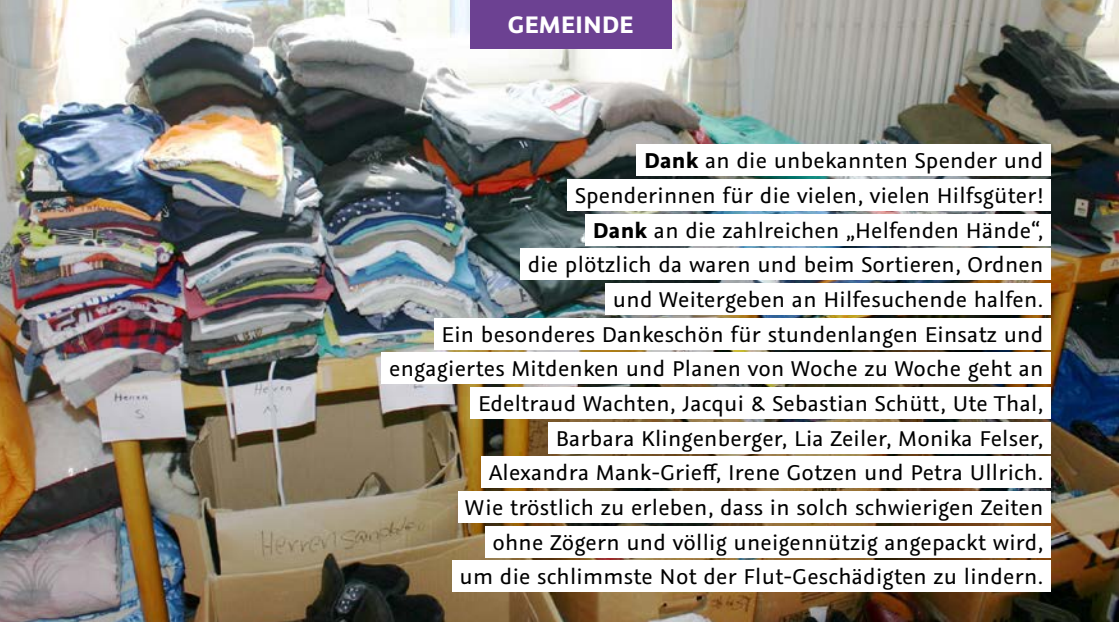 GEMEINDE
Dank an die unbekannten Spender und
Spenderinnen für die vielen, vielen Hilfsgüter!
Dank an die zahlreichen „Helfenden Hände“,
die plötzlich da waren und beim Sortieren, Ordnen
und Weitergeben an Hilfesuchende halfen.
Ein besonderes Dankeschön für stundenlangen Einsatz und
engagiertes Mitdenken und Planen von Woche zu Woche geht an
Edeltraud Wachten, Jacqui & Sebastian Schütt, Ute Thal,
Barbara Klingenberger, Lia Zeiler, Monika Felser,
Alexandra Mank-Grieff, Irene Gotzen und Petra Ullrich.
Wie tröstlich zu erleben, dass in solch schwierigen Zeiten
ohne Zögern und völlig uneigennützig angepackt wird,
um die schlimmste Not der Flut-Geschädigten zu lindern.
Herren
S
Herren
M